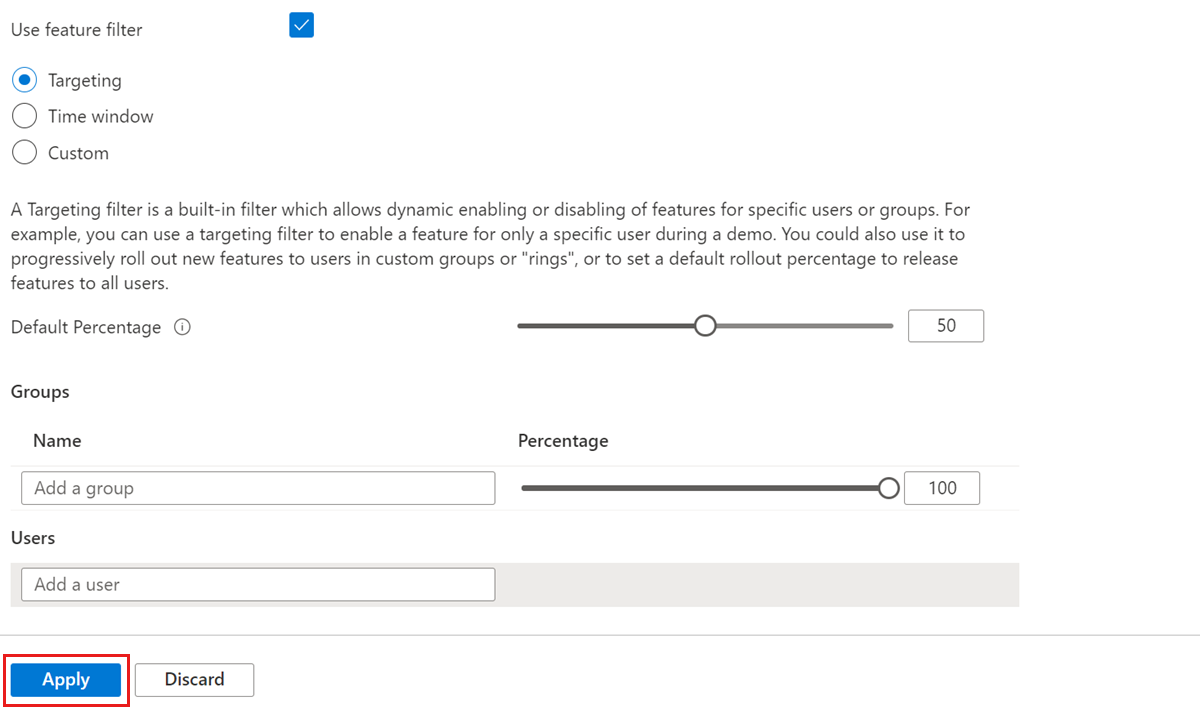 Use feature filter
Targeting
Time window
Custom
A Targeting filter is a built-in filter which allows dynamic enabling or disabling of features for specific users or groups. For
example, you can use a targeting filter to enable a feature for only a specific user during a demo. You could also use it to
progressively roll out new features to users in custom groups or "rings", or to set a default rollout percentage to release
features to all users.
Default Percentage 50
Groups
Name Percentage
Add a group 100
Users
Add a user
Apply Discard